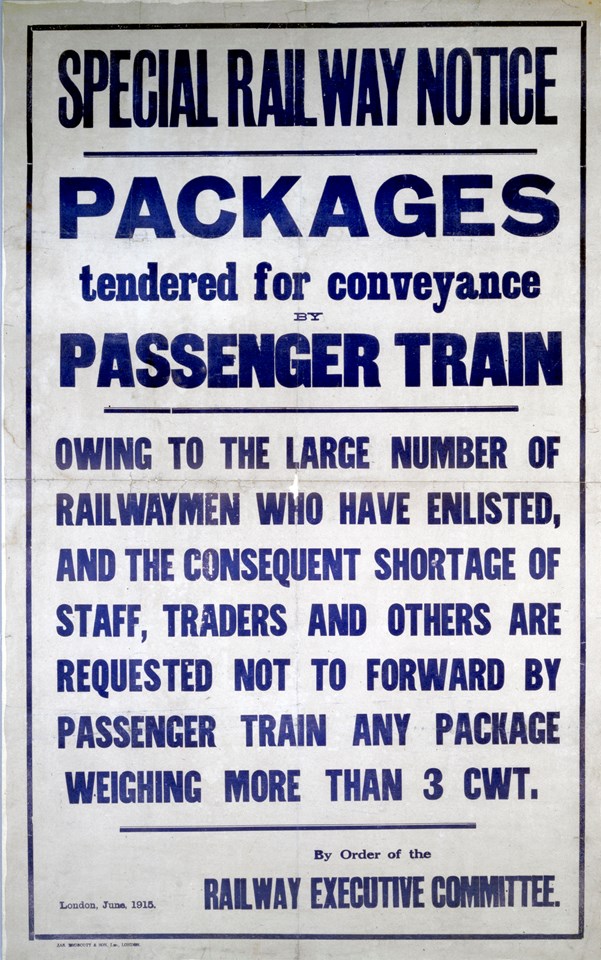 SPECIAL RAILWAY NOTICE
PACKAGES
tendered for conveyance
BY
PASSENGER TRAIN
OWING TO THE LARGE NUMBER OF
RAILWAYMEN WHO HAVE ENLISTED,
AND THE CONSEQUENT SHORTAGE OF
STAFF, TRADERS AND OTHERS ARE
REQUESTED NOT TO FORWARD BY
PASSENGER TRAIN ANY PACKAGE
WEIGHING MORE THAN 3 CWT.
By Order of the
RAILWAY EXECUTIVE COMMITTEE.
London, June, 1915.
& LONDON.